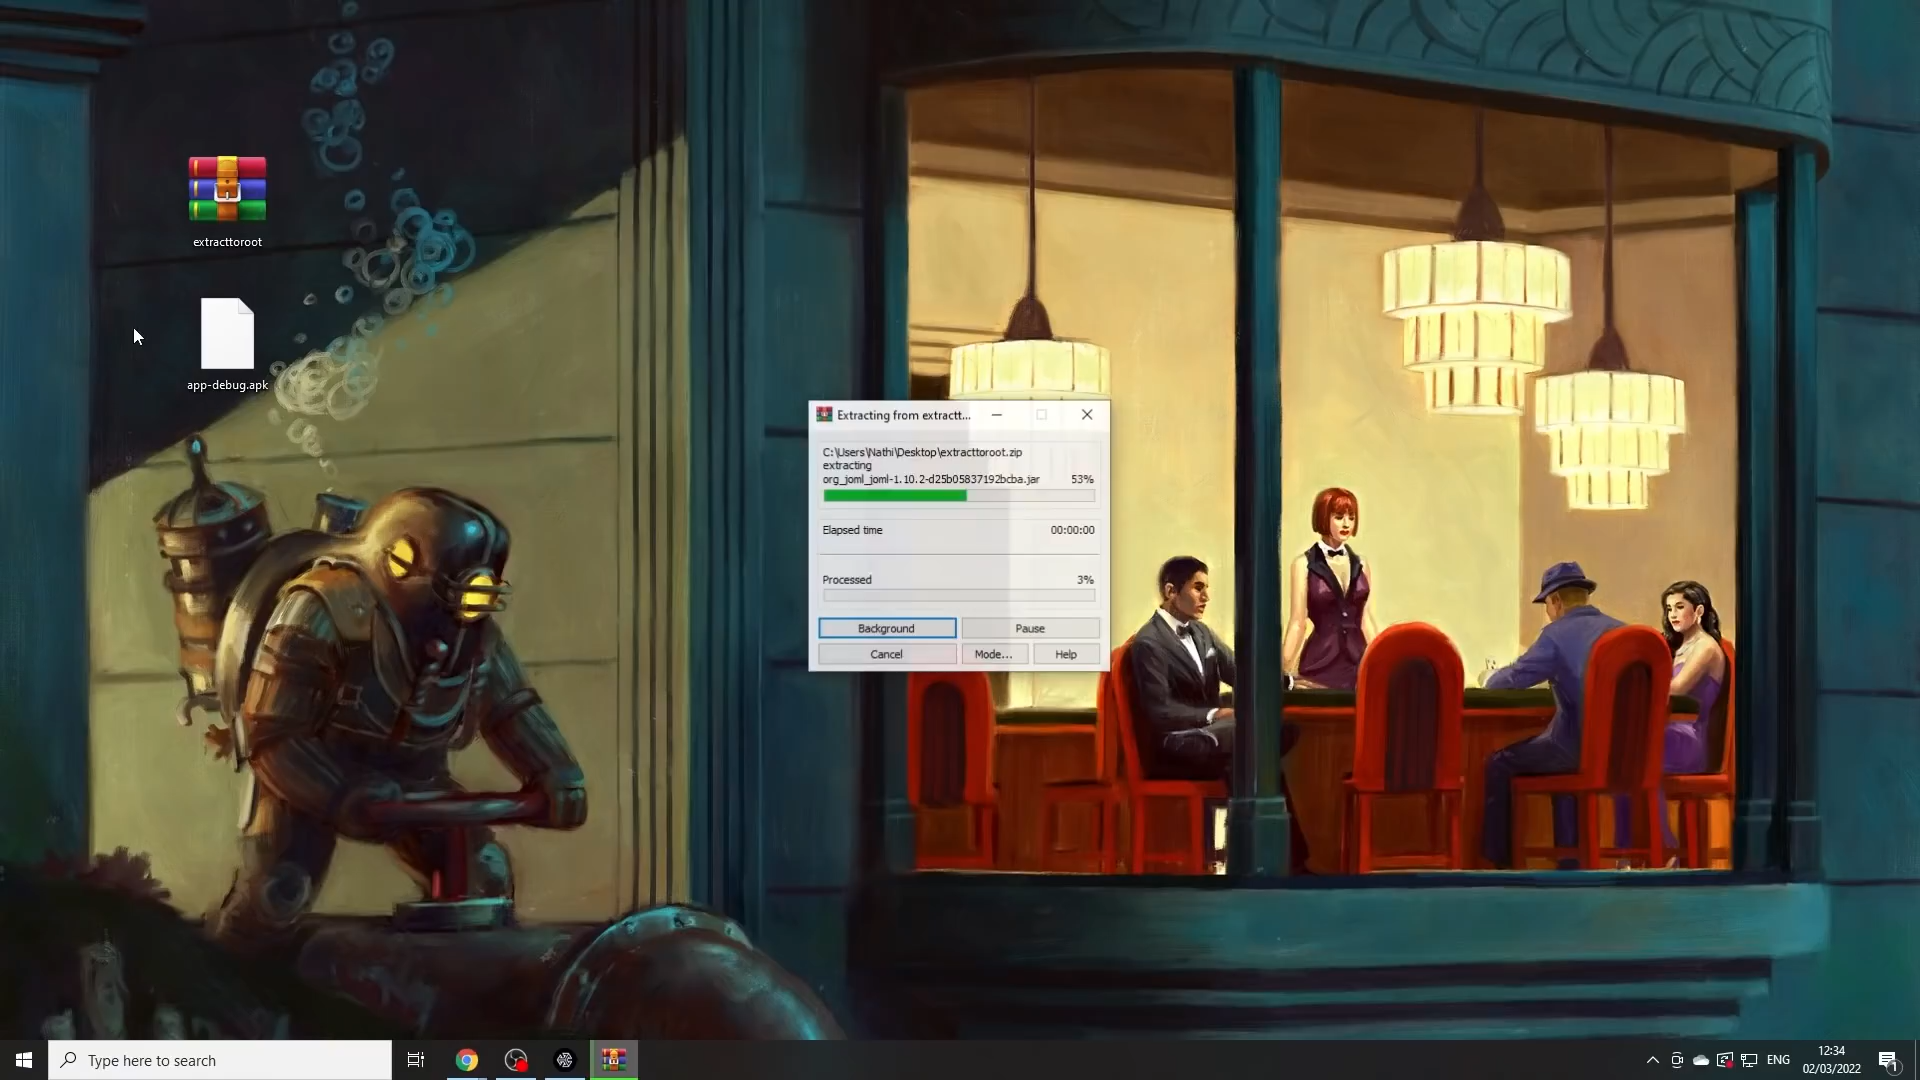 extracttoroot
app-debug.apk
Extracting from extractt...
C:\Users\Nathi\Desktop\extracttoroot.zip
extracting
org_joml_joml-1.10.2-d25b05837192bcba.jar 53%
Elapsed time 00:00:00
Processed 3%
Background Pause
Cancel Mode... Help
Type here to search
ENG
12:34
02/03/2022
1